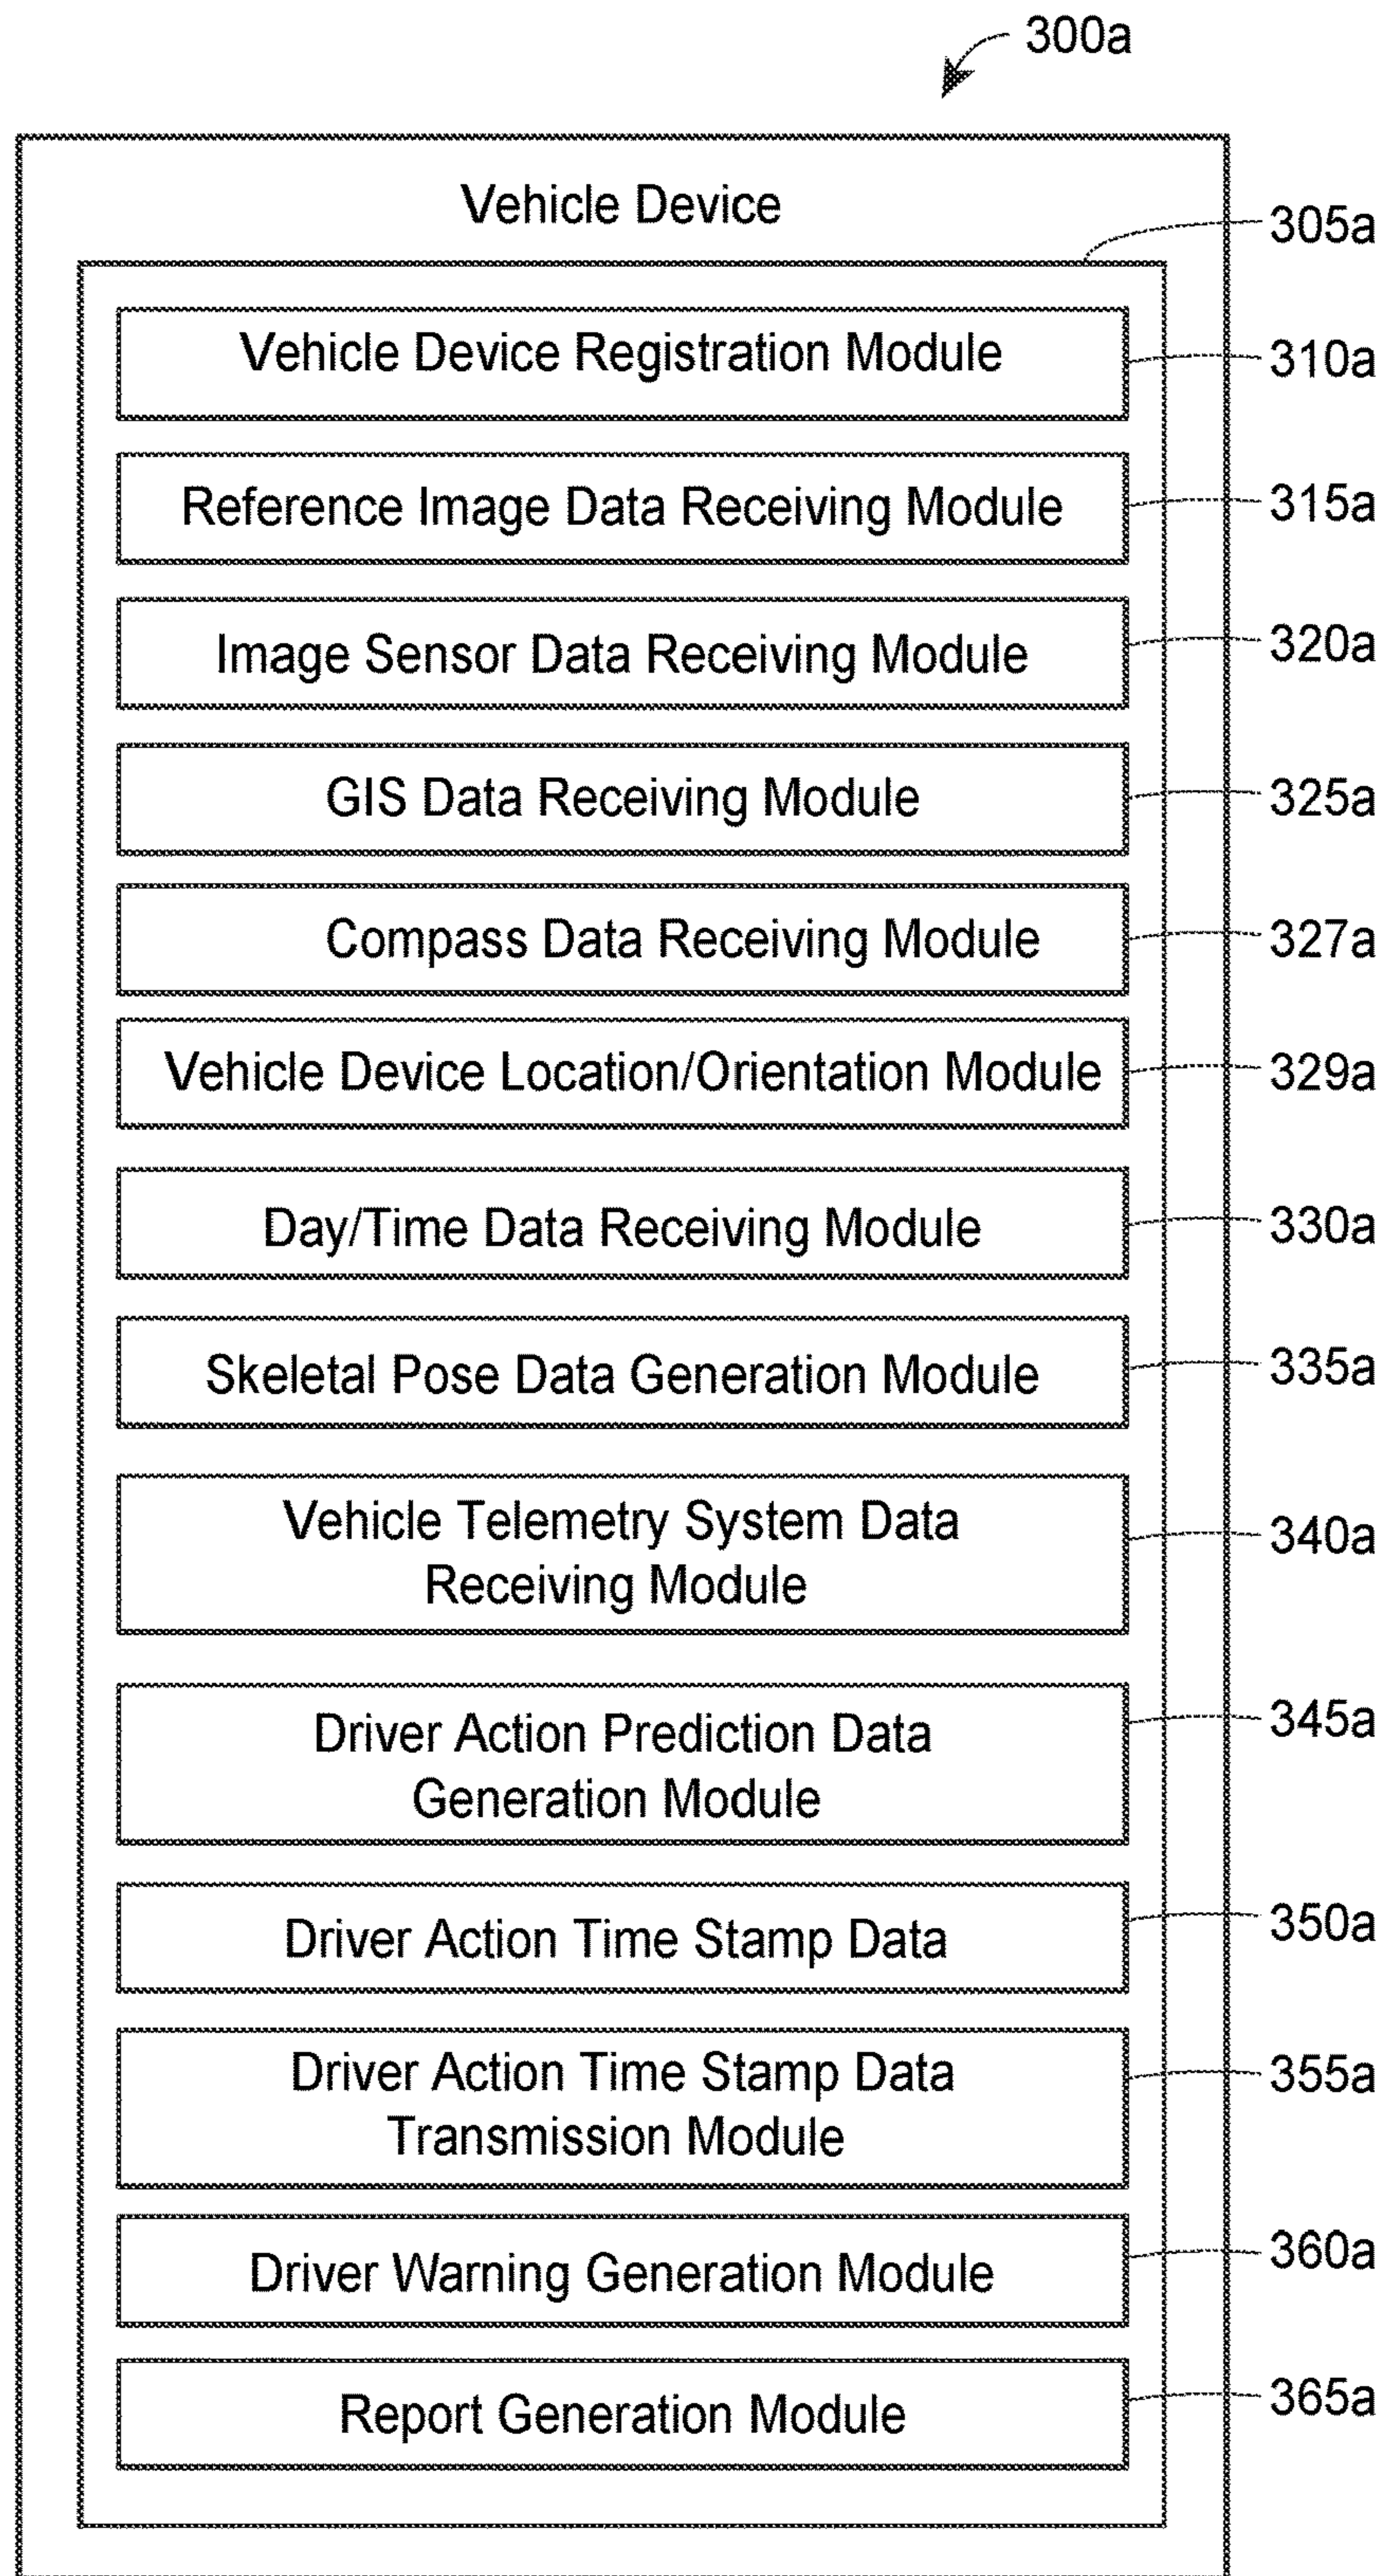 300a
Vehicle Device
305a
Vehicle Device Registration Module
310a
Reference Image Data Receiving Module
315a
Image Sensor Data Receiving Module
320a
GIS Data Receiving Module
325a
Compass Data Receiving Module
327a
Vehicle Device Location/Orientation Module
329a
Day/Time Data Receiving Module
330a
Skeletal Pose Data Generation Module
335a
Vehicle Telemetry System Data
Receiving Module
340a
Driver Action Prediction Data
Generation Module
345a
Driver Action Time Stamp Data
350a
Driver Action Time Stamp Data
Transmission Module
355a
Driver Warning Generation Module
360a
Report Generation Module
365a